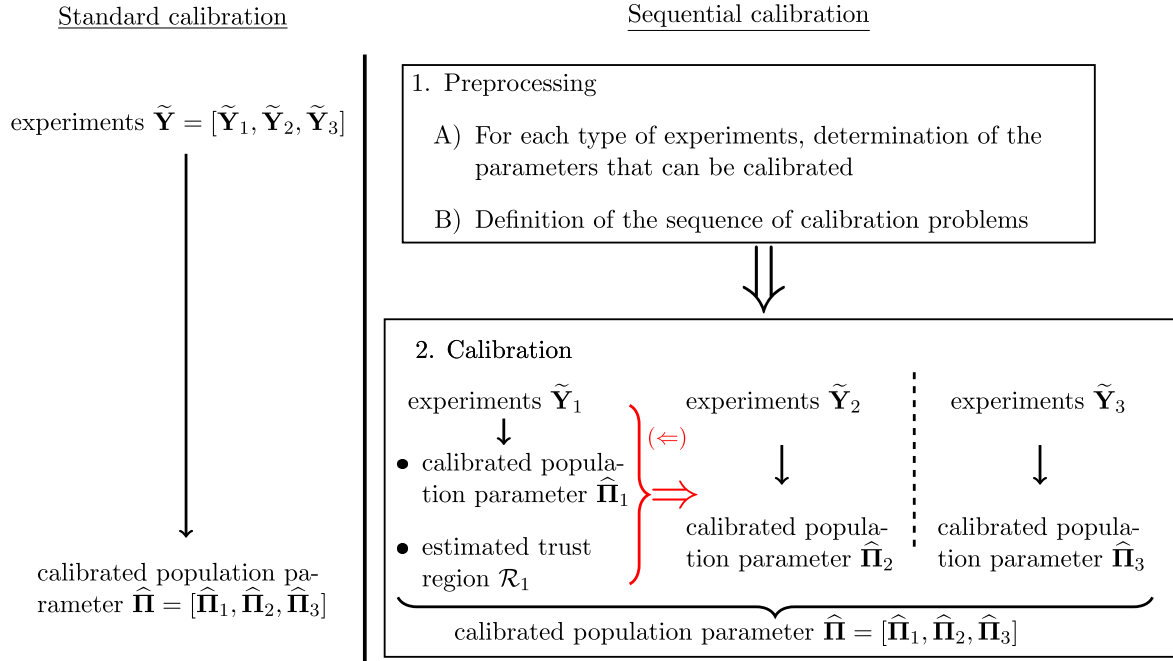 Standard calibration
experiments Ỹ = [Ỹ₁, Ỹ₂, Ỹ₃]
calibrated population pa-
rameter Π̂ = [Π̂₁, Π̂₂, Π̂₃]
Sequential calibration
1. Preprocessing
A) For each type of experiments, determination of the
parameters that can be calibrated
B) Definition of the sequence of calibration problems
2. Calibration
experiments Ỹ₁
• calibrated popula-
tion parameter Π̂₁
• estimated trust
region ℛ₁
(⇐)
experiments Ỹ₂
calibrated popula-
tion parameter Π̂₂
experiments Ỹ₃
calibrated popula-
tion parameter Π̂₃
calibrated population parameter Π̂ = [Π̂₁, Π̂₂, Π̂₃]